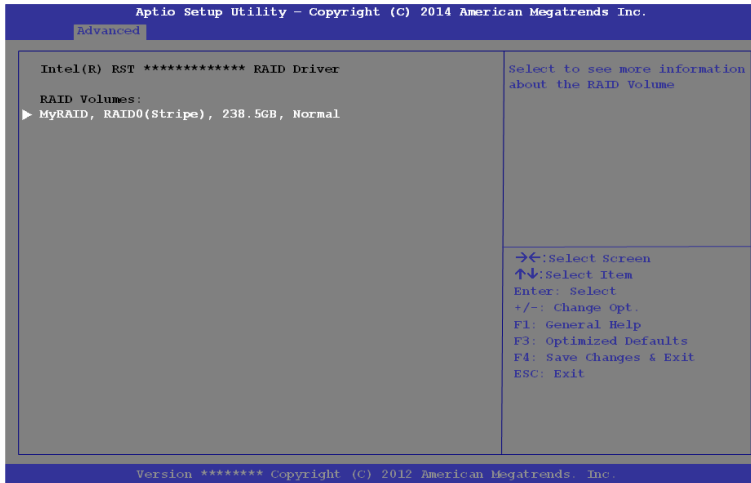 Aptio Setup Utility – Copyright (C) 2014 American Megatrends Inc.
Advanced
Intel(R) RST ************* RAID Driver
RAID Volumes:
▶ MyRAID, RAID0(Stripe), 238.5GB, Normal
Select to see more information
about the RAID Volume
→←:Select Screen
↑↓:Select Item
Enter: Select
+/-: Change Opt.
F1: General Help
F3: Optimized Defaults
F4: Save Changes & Exit
ESC: Exit
Version ******** Copyright (C) 2012 American Megatrends. Inc.